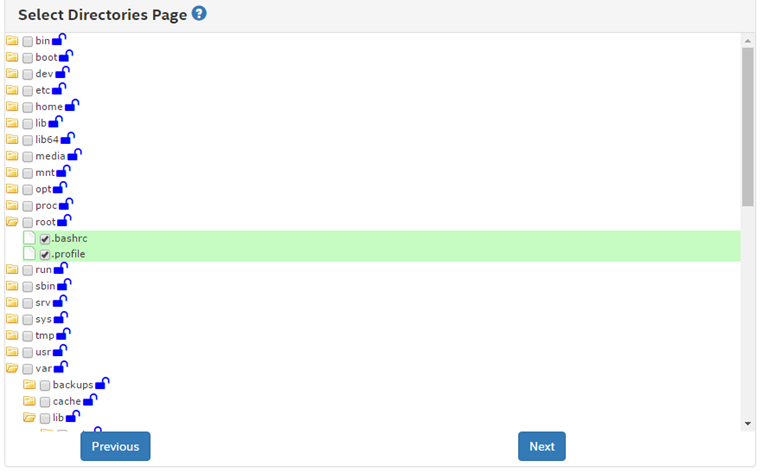 Select Directories Page ?
bin
boot
dev
etc
home
lib
lib64
media
mnt
opt
proc
root
.bashrc
.profile
run
sbin
srv
sys
tmp
usr
var
backups
cache
lib
Previous
Next